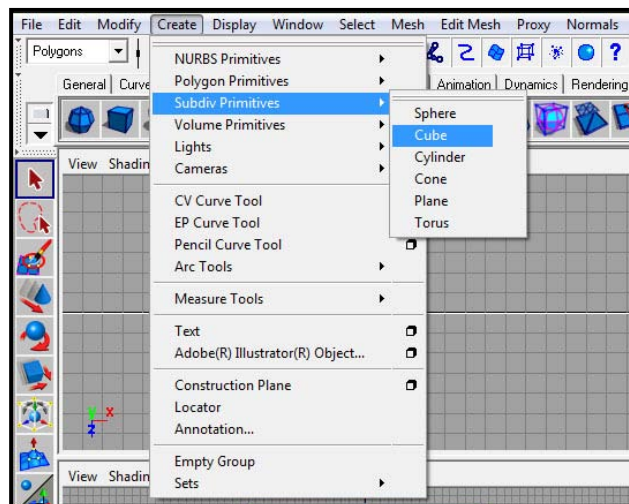 File Edit Modify Create Display Window Select Mesh Edit Mesh Proxy Normals
Polygons
General Curve Animation Dynamics Rendering
View Shadin
NURBS Primitives
Polygon Primitives
Subdiv Primitives
Volume Primitives
Lights
Cameras
CV Curve Tool
EP Curve Tool
Pencil Curve Tool
Arc Tools
Measure Tools
Text
Adobe(R) Illustrator(R) Object...
Construction Plane
Locator
Annotation...
Empty Group
Sets
Sphere
Cube
Cylinder
Cone
Plane
Torus
Y X
Z
View Shadin